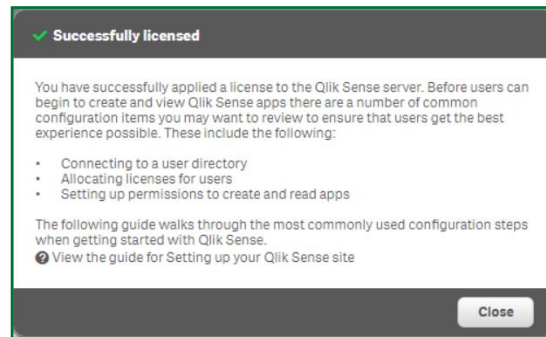 Successfully licensed
You have successfully applied a license to the Qlik Sense server. Before users can
begin to create and view Qlik Sense apps there are a number of common
configuration items you may want to review to ensure that users get the best
experience possible. These include the following:
• Connecting to a user directory
• Allocating licenses for users
• Setting up permissions to create and read apps
The following guide walks through the most commonly used configuration steps
when getting started with Qlik Sense.
View the guide for Setting up your Qlik Sense site
Close